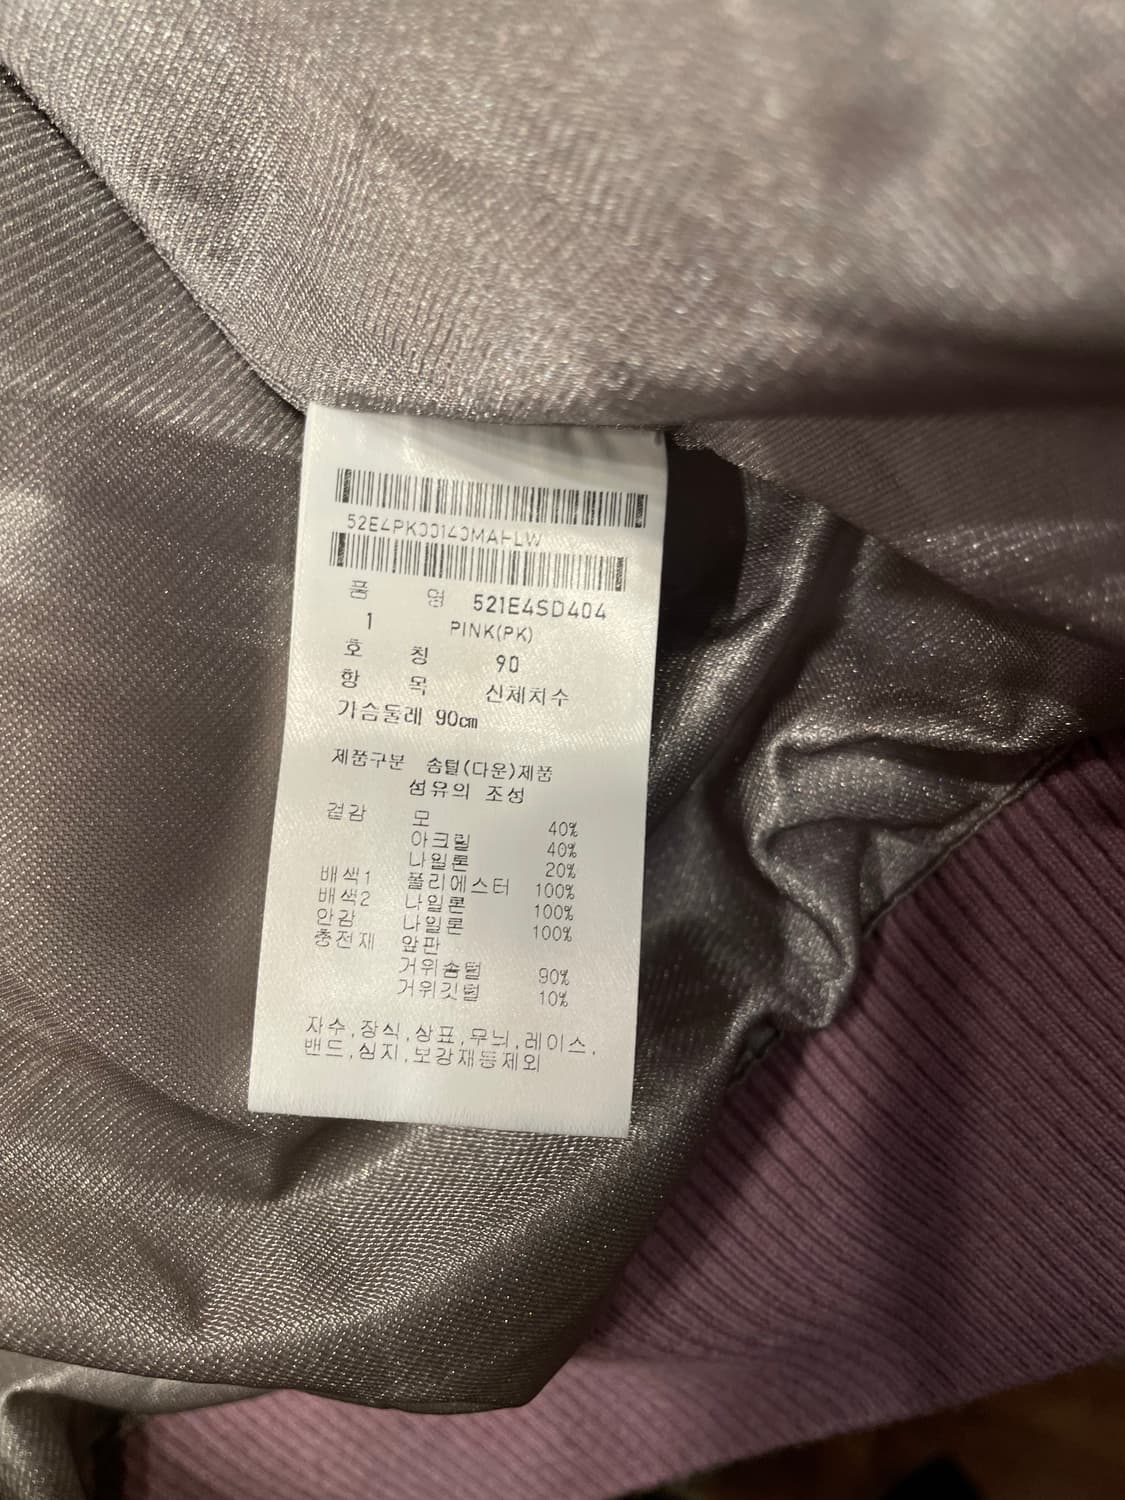 품 명 521E4SD404
1 PINK(PK)
호 칭 90
항 목 신체치수
가슴둘레 90cm
제품구분 솜털(다운)제품
섬유의 조성
겉감 모 40%
아크릴 40%
나일론 20%
배색1 폴리에스터 100%
배색2 나일론 100%
안감 나일론 100%
충전재 앞판
거위솜털 90%
거위깃털 10%
자수,장식,상표,무늬,레이스,
밴드,심지,보강재등제외